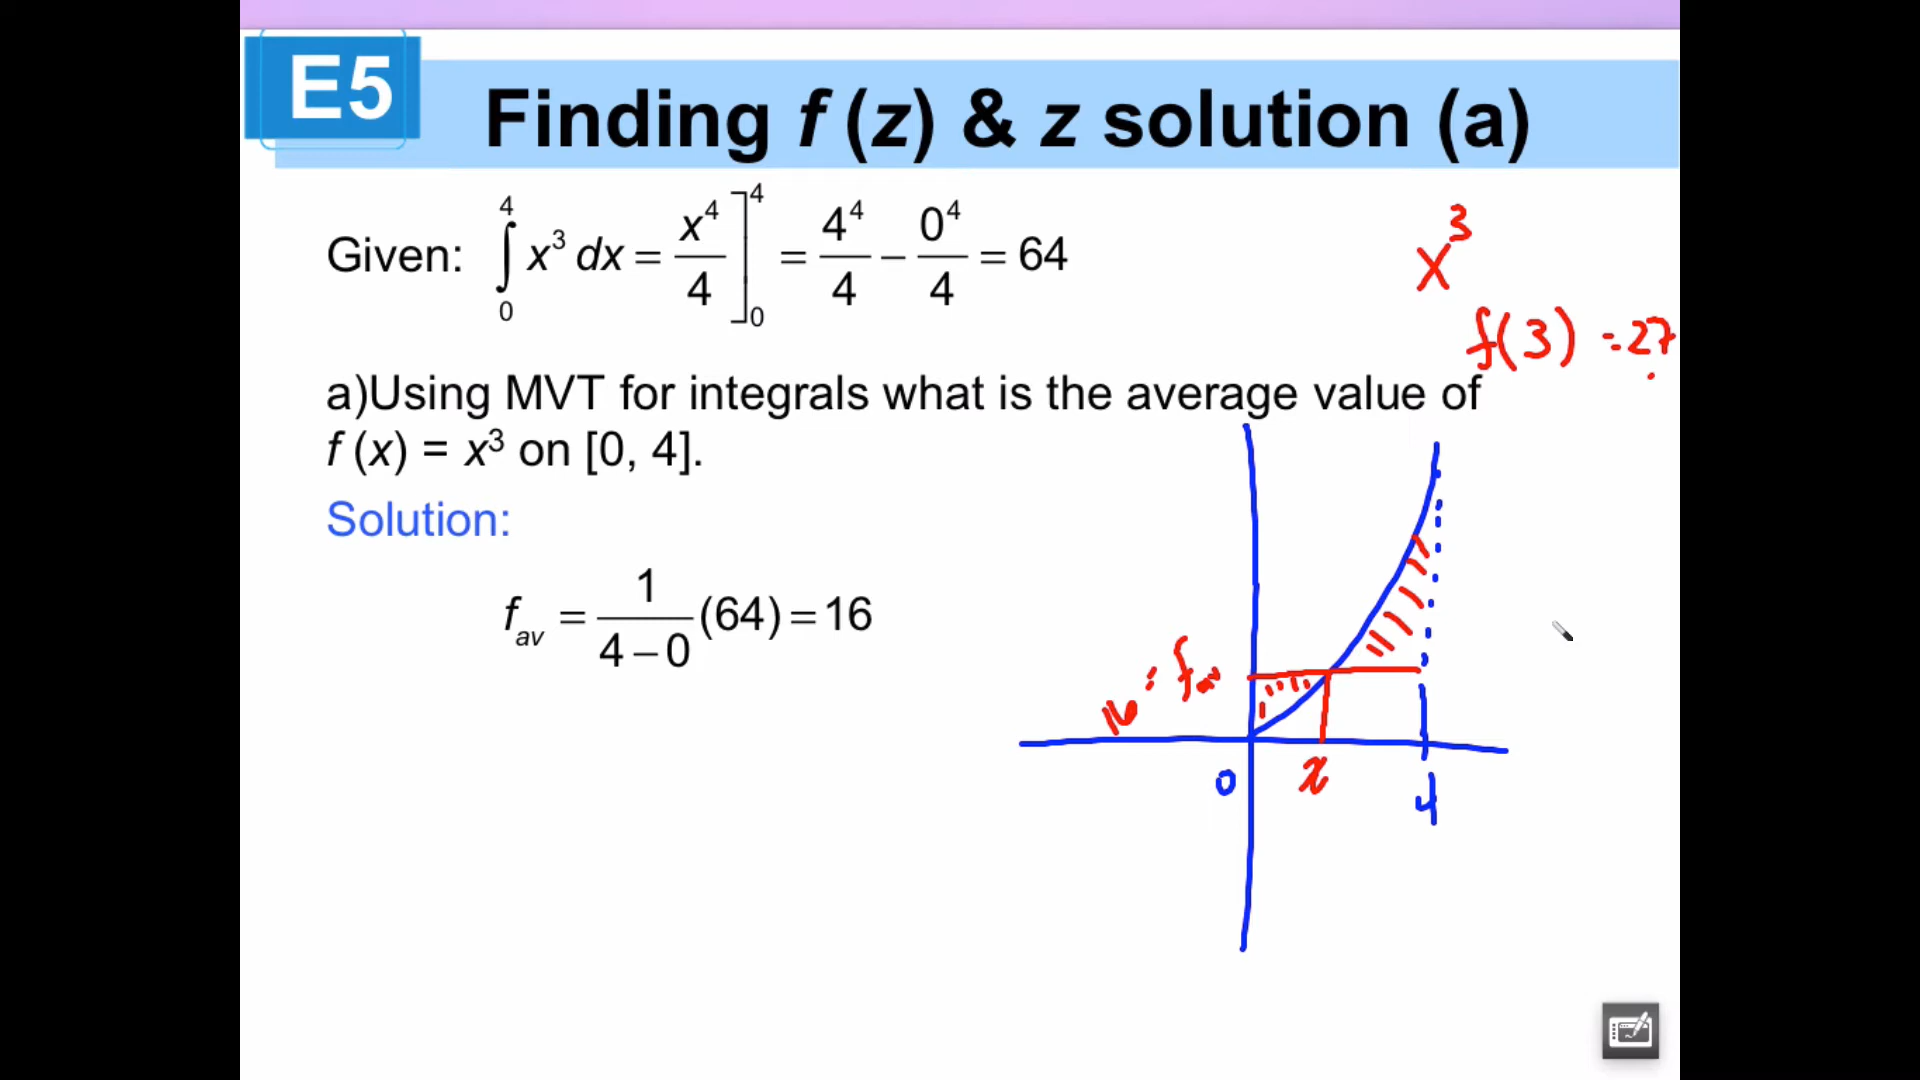 E5
Finding f (z) & z solution (a)
Given: ∫₀⁴ x³ dx = x⁴/4 ]₀⁴ = 4⁴/4 − 0⁴/4 = 64
x³
f(3) = 27
a)Using MVT for integrals what is the average value of
f (x) = x³ on [0, 4].
Solution:
f_av = 1/(4−0) (64) = 16
16 = f_av
0
z
4